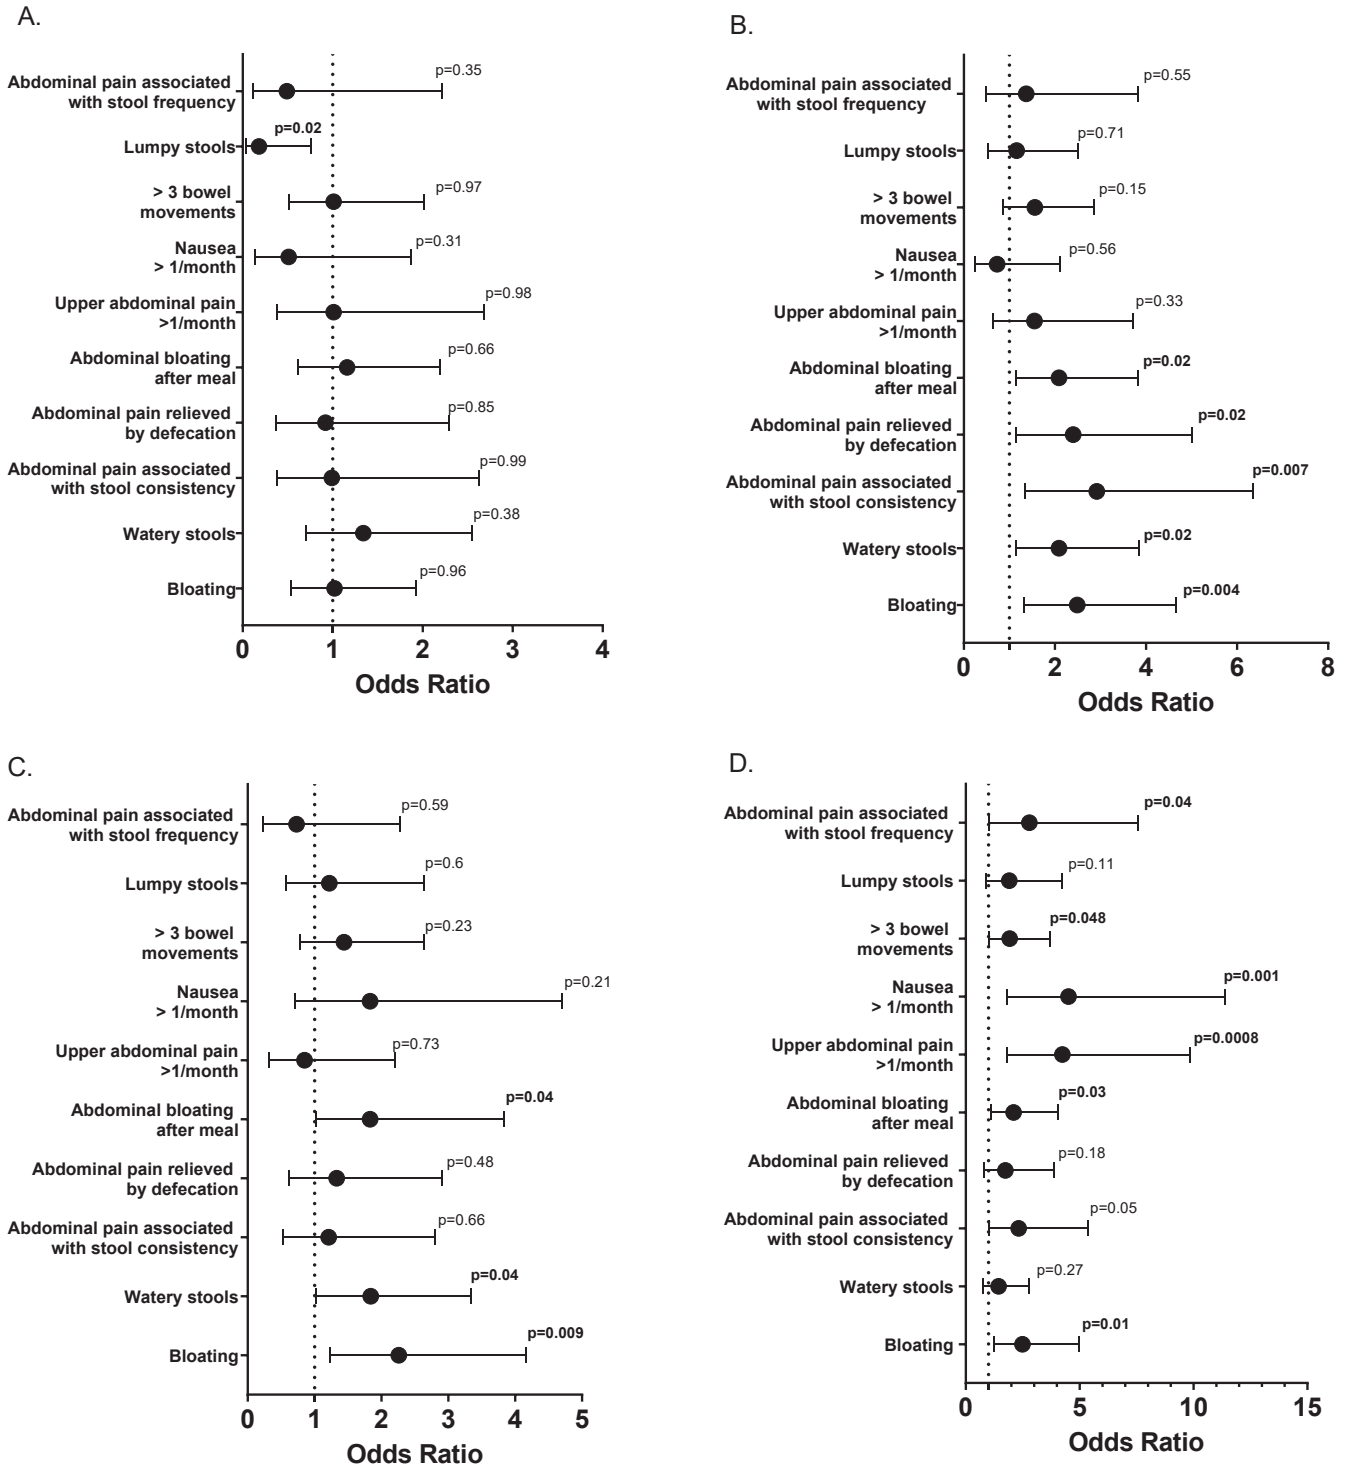 A.
Abdominal pain associated
with stool frequency
p=0.35
Lumpy stools
p=0.02
> 3 bowel
movements
p=0.97
Nausea
> 1/month
p=0.31
Upper abdominal pain
>1/month
p=0.98
Abdominal bloating
after meal
p=0.66
Abdominal pain relieved
by defecation
p=0.85
Abdominal pain associated
with stool consistency
p=0.99
Watery stools
p=0.38
Bloating
p=0.96
0 1 2 3 4
Odds Ratio
B.
Abdominal pain associated
with stool frequency
p=0.55
Lumpy stools
p=0.71
> 3 bowel
movements
p=0.15
Nausea
> 1/month
p=0.56
Upper abdominal pain
>1/month
p=0.33
Abdominal bloating
after meal
p=0.02
Abdominal pain relieved
by defecation
p=0.02
Abdominal pain associated
with stool consistency
p=0.007
Watery stools
p=0.02
Bloating
p=0.004
0 2 4 6 8
Odds Ratio
C.
Abdominal pain associated
with stool frequency
p=0.59
Lumpy stools
p=0.6
> 3 bowel
movements
p=0.23
Nausea
> 1/month
p=0.21
Upper abdominal pain
>1/month
p=0.73
Abdominal bloating
after meal
p=0.04
Abdominal pain relieved
by defecation
p=0.48
Abdominal pain associated
with stool consistency
p=0.66
Watery stools
p=0.04
Bloating
p=0.009
0 1 2 3 4 5
Odds Ratio
D.
Abdominal pain associated
with stool frequency
p=0.04
Lumpy stools
p=0.11
> 3 bowel
movements
p=0.048
Nausea
> 1/month
p=0.001
Upper abdominal pain
>1/month
p=0.0008
Abdominal bloating
after meal
p=0.03
Abdominal pain relieved
by defecation
p=0.18
Abdominal pain associated
with stool consistency
p=0.05
Watery stools
p=0.27
Bloating
p=0.01
0 5 10 15
Odds Ratio